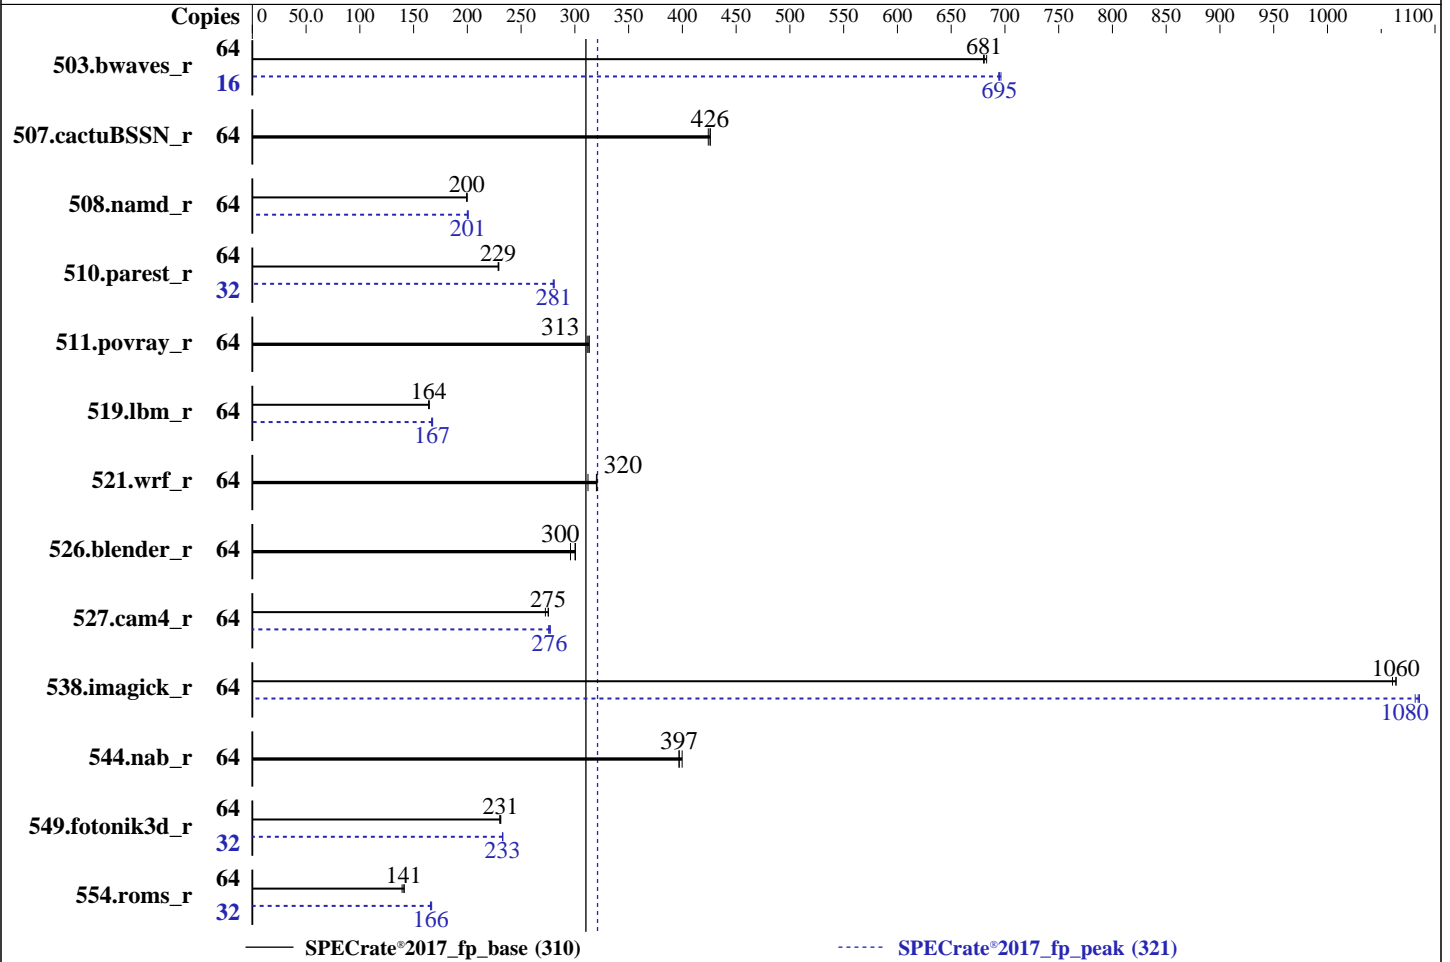 Copies 0 50.0 100 150 200 250 300 350 400 450 500 550 600 650 700 750 800 850 900 950 1000 1100
503.bwaves_r 64 681
16 695
507.cactuBSSN_r 64 426
508.namd_r 64 200
201
510.parest_r 64 229
32 281
511.povray_r 64 313
519.lbm_r 64 164
167
521.wrf_r 64 320
526.blender_r 64 300
527.cam4_r 64 275
276
538.imagick_r 64 1060
1080
544.nab_r 64 397
549.fotonik3d_r 64 231
32 233
554.roms_r 64 141
32 166
SPECrate®2017_fp_base (310) SPECrate®2017_fp_peak (321)